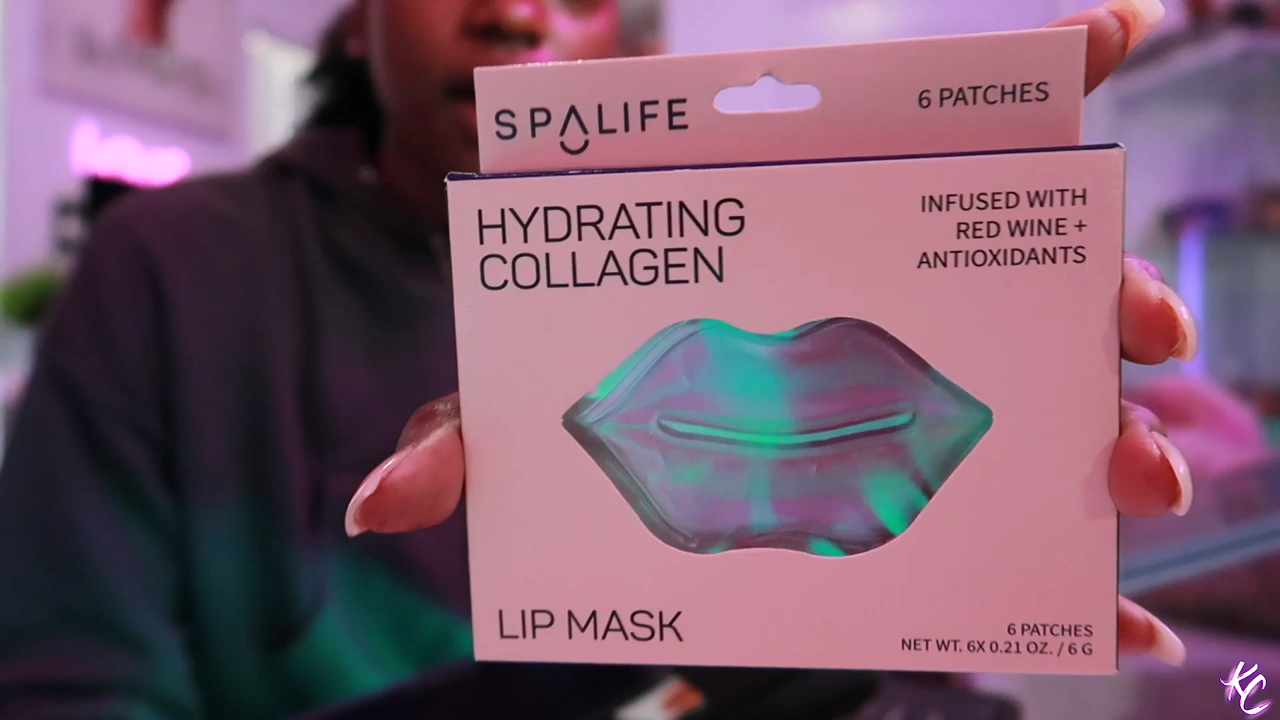 SPALIFE
6 PATCHES
HYDRATING
COLLAGEN
INFUSED WITH
RED WINE +
ANTIOXIDANTS
LIP MASK
6 PATCHES
NET WT. 6X 0.21 OZ. / 6 G
KC